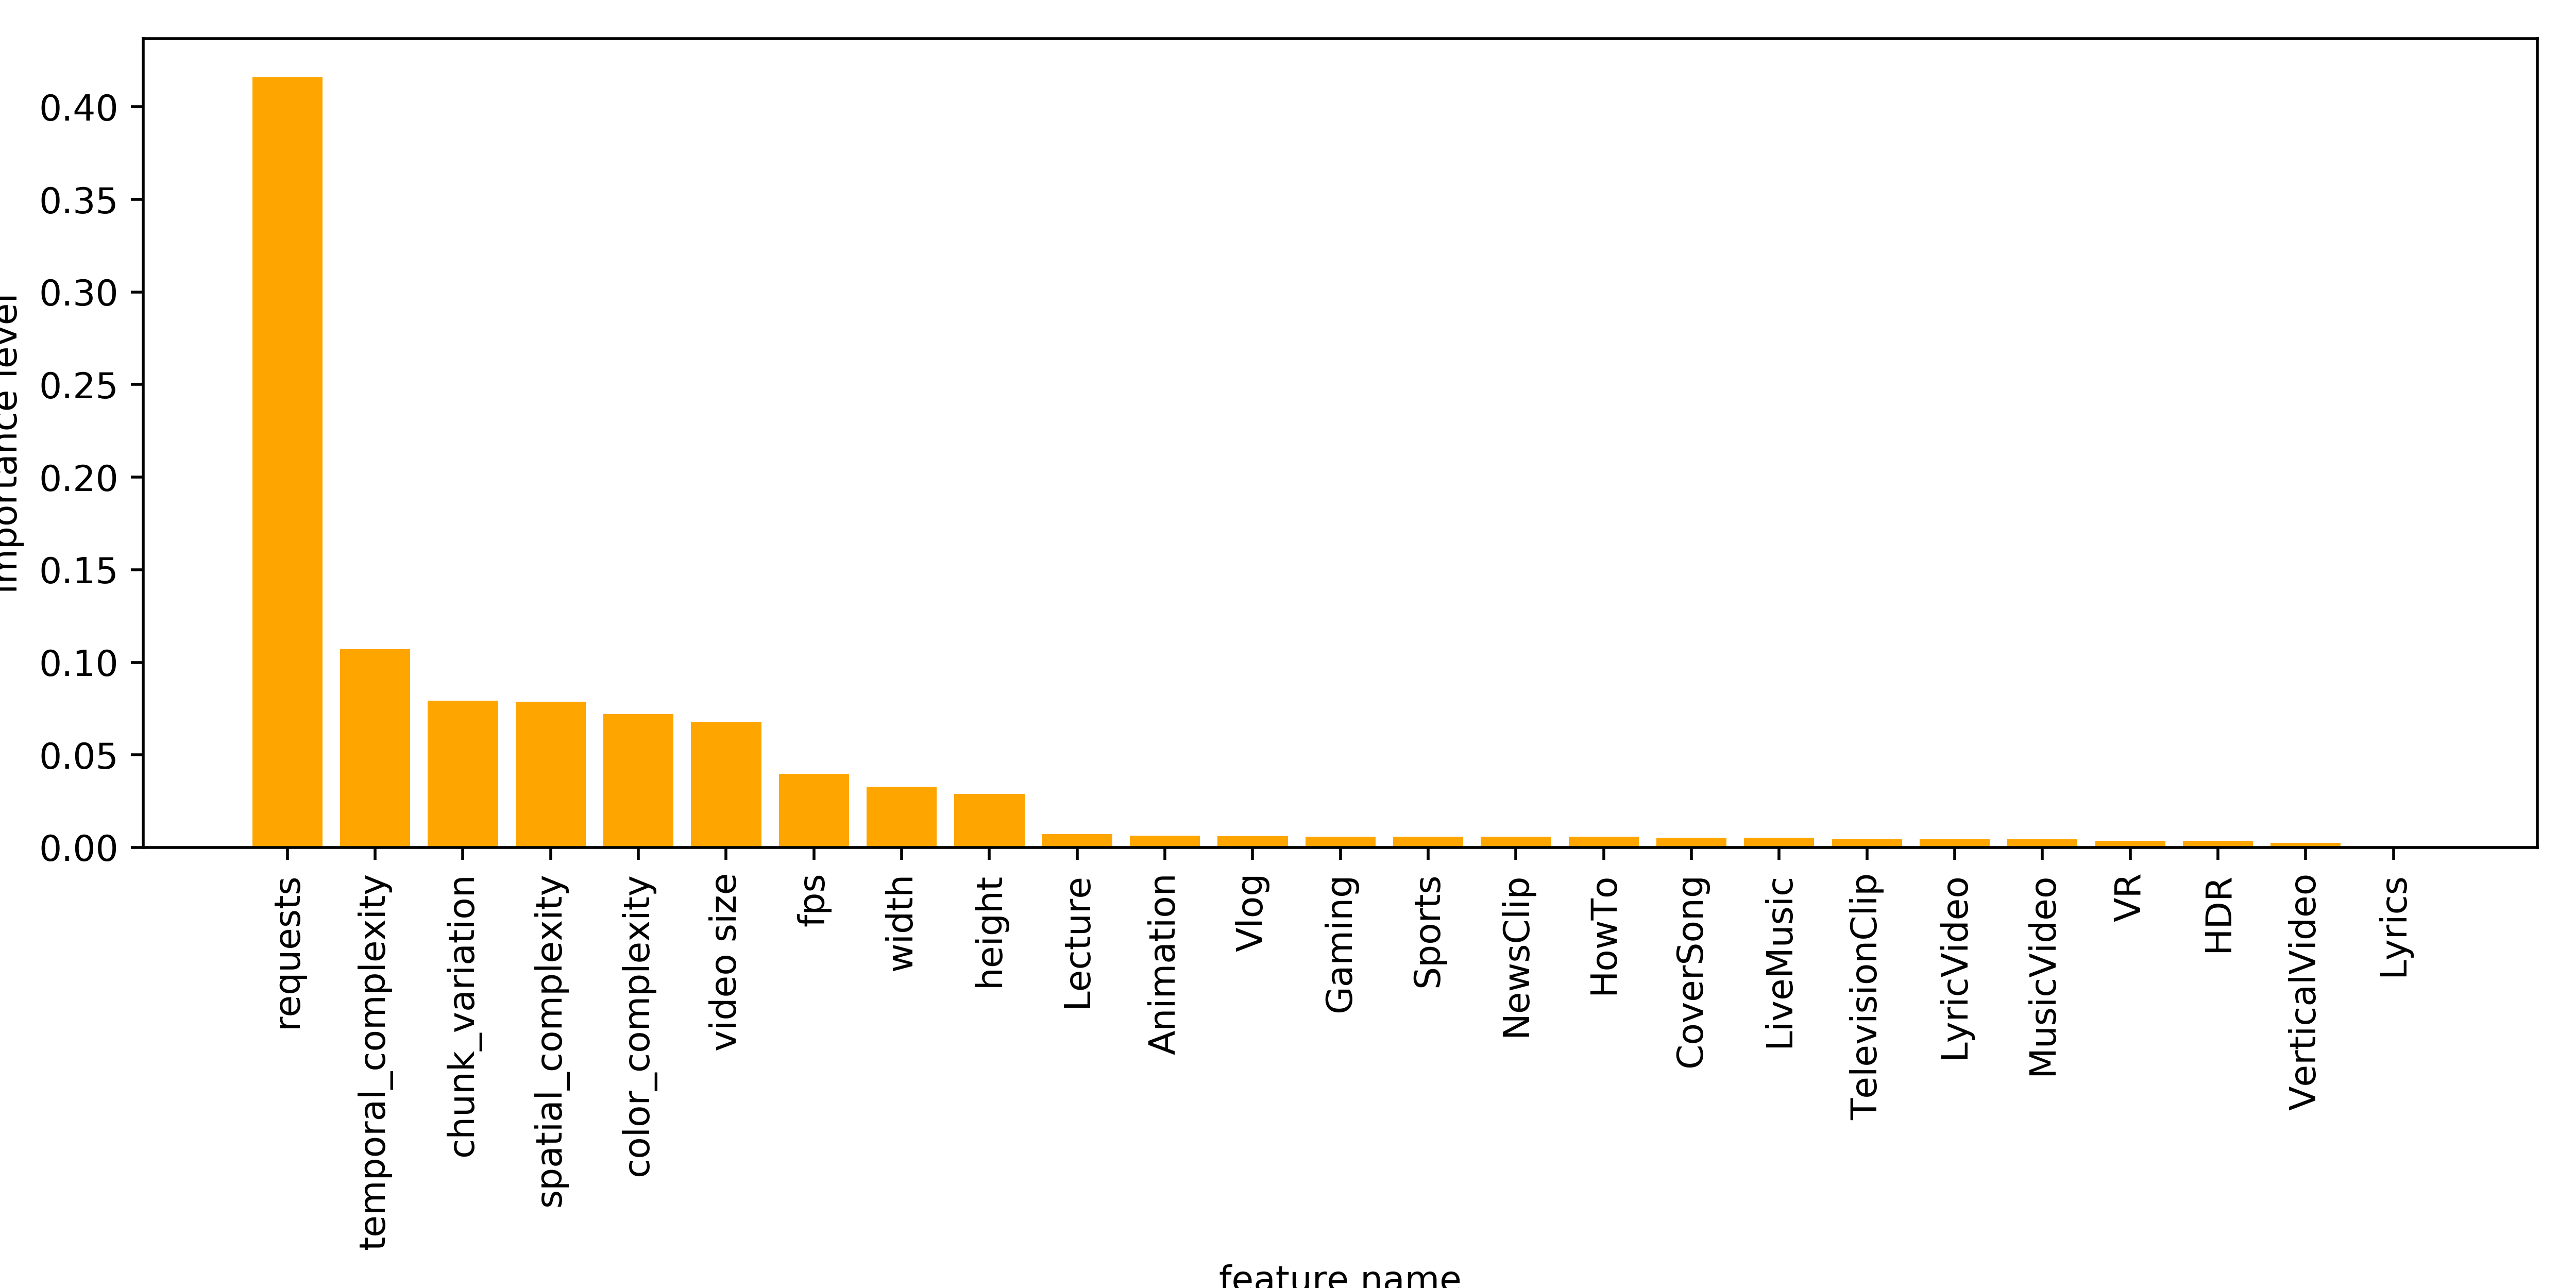 importance level
0.40
0.35
0.30
0.25
0.20
0.15
0.10
0.05
0.00
requests
temporal_complexity
chunk_variation
spatial_complexity
color_complexity
video size
fps
width
height
Lecture
Animation
Vlog
Gaming
Sports
NewsClip
HowTo
CoverSong
LiveMusic
TelevisionClip
LyricVideo
MusicVideo
VR
HDR
VerticalVideo
Lyrics
feature name